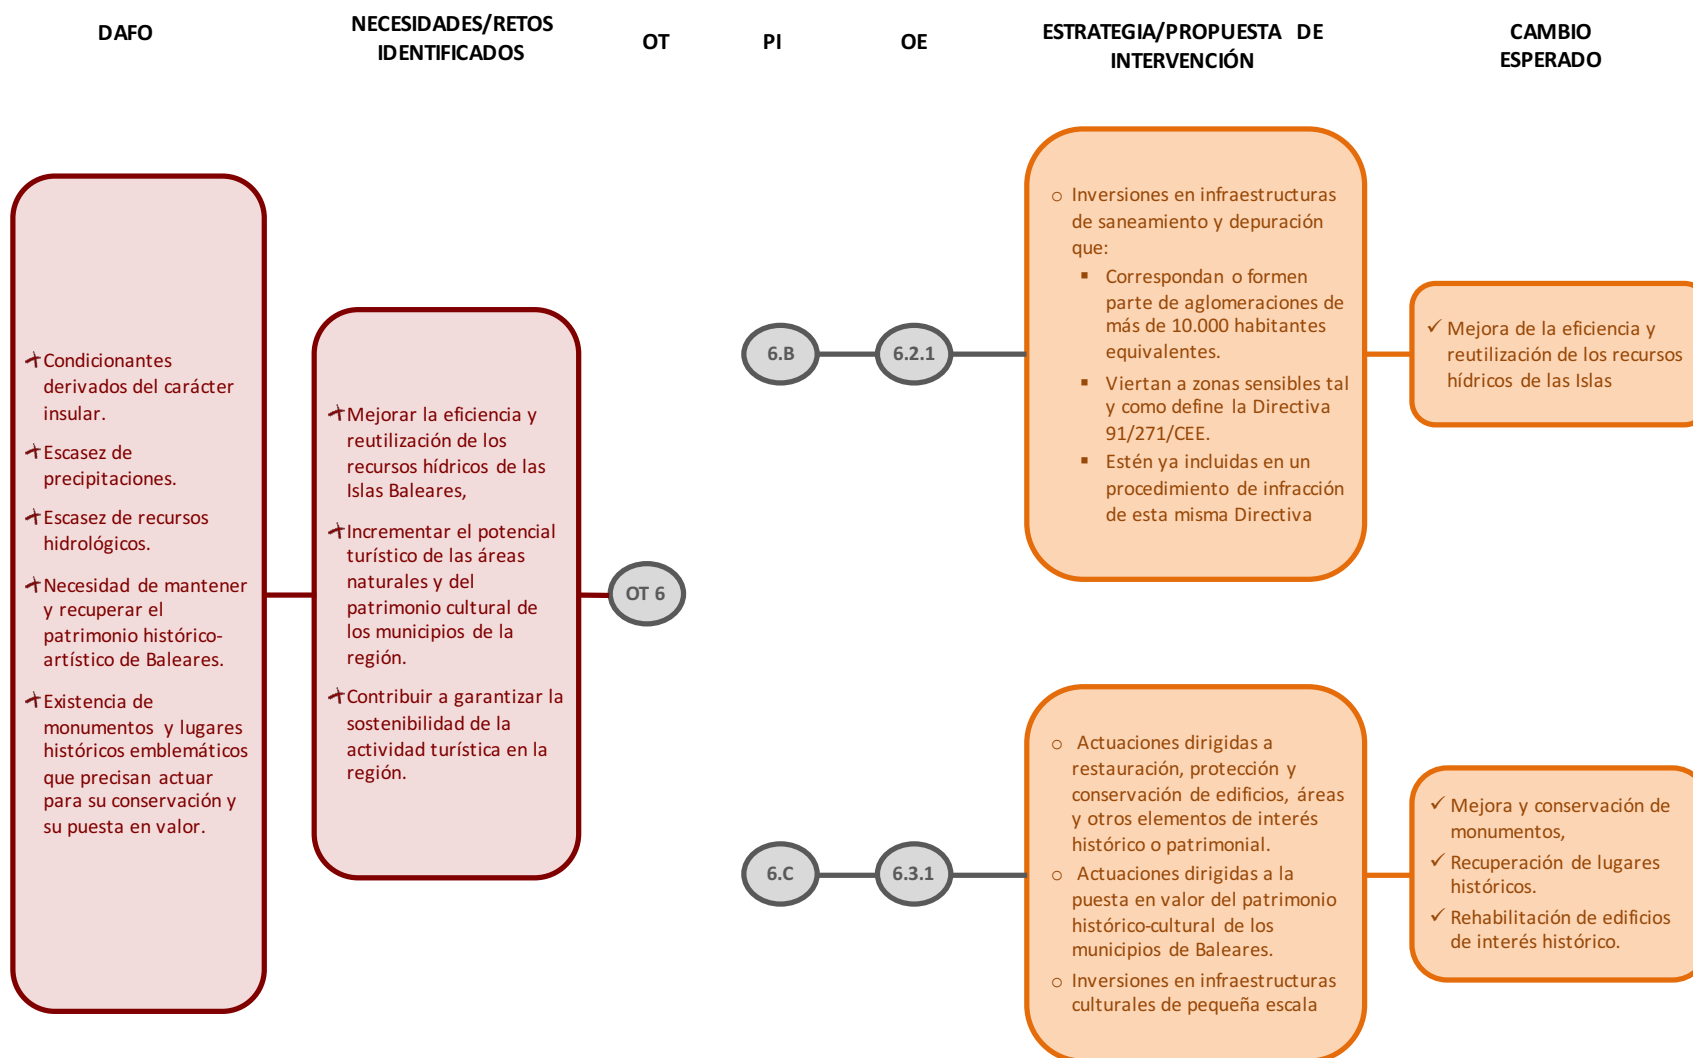 DAFO
NECESIDADES/RETOS
IDENTIFICADOS
OT
PI
OE
ESTRATEGIA/PROPUESTA DE
INTERVENCIÓN
CAMBIO
ESPERADO
Condicionantes
derivados del carácter
insular.
Escasez de
precipitaciones.
Escasez de recursos
hidrológicos.
Necesidad de mantener
y recuperar el
patrimonio histórico-
artístico de Baleares.
Existencia de
monumentos y lugares
históricos emblemáticos
que precisan actuar
para su conservación y
su puesta en valor.
Mejorar la eficiencia y
reutilización de los
recursos hídricos de las
Islas Baleares,
Incrementar el potencial
turístico de las áreas
naturales y del
patrimonio cultural de
los municipios de la
región.
Contribuir a garantizar la
sostenibilidad de la
actividad turística en la
región.
OT 6
6.B
6.2.1
o Inversiones en infraestructuras
de saneamiento y depuración
que:
▪ Correspondan o formen
parte de aglomeraciones de
más de 10.000 habitantes
equivalentes.
▪ Viertan a zonas sensibles tal
y como define la Directiva
91/271/CEE.
▪ Estén ya incluidas en un
procedimiento de infracción
de esta misma Directiva
✓ Mejora de la eficiencia y
reutilización de los recursos
hídricos de las Islas
6.C
6.3.1
o Actuaciones dirigidas a
restauración, protección y
conservación de edificios, áreas
y otros elementos de interés
histórico o patrimonial.
o Actuaciones dirigidas a la
puesta en valor del patrimonio
histórico-cultural de los
municipios de Baleares.
o Inversiones en infraestructuras
culturales de pequeña escala
✓ Mejora y conservación de
monumentos,
✓ Recuperación de lugares
históricos.
✓ Rehabilitación de edificios
de interés histórico.